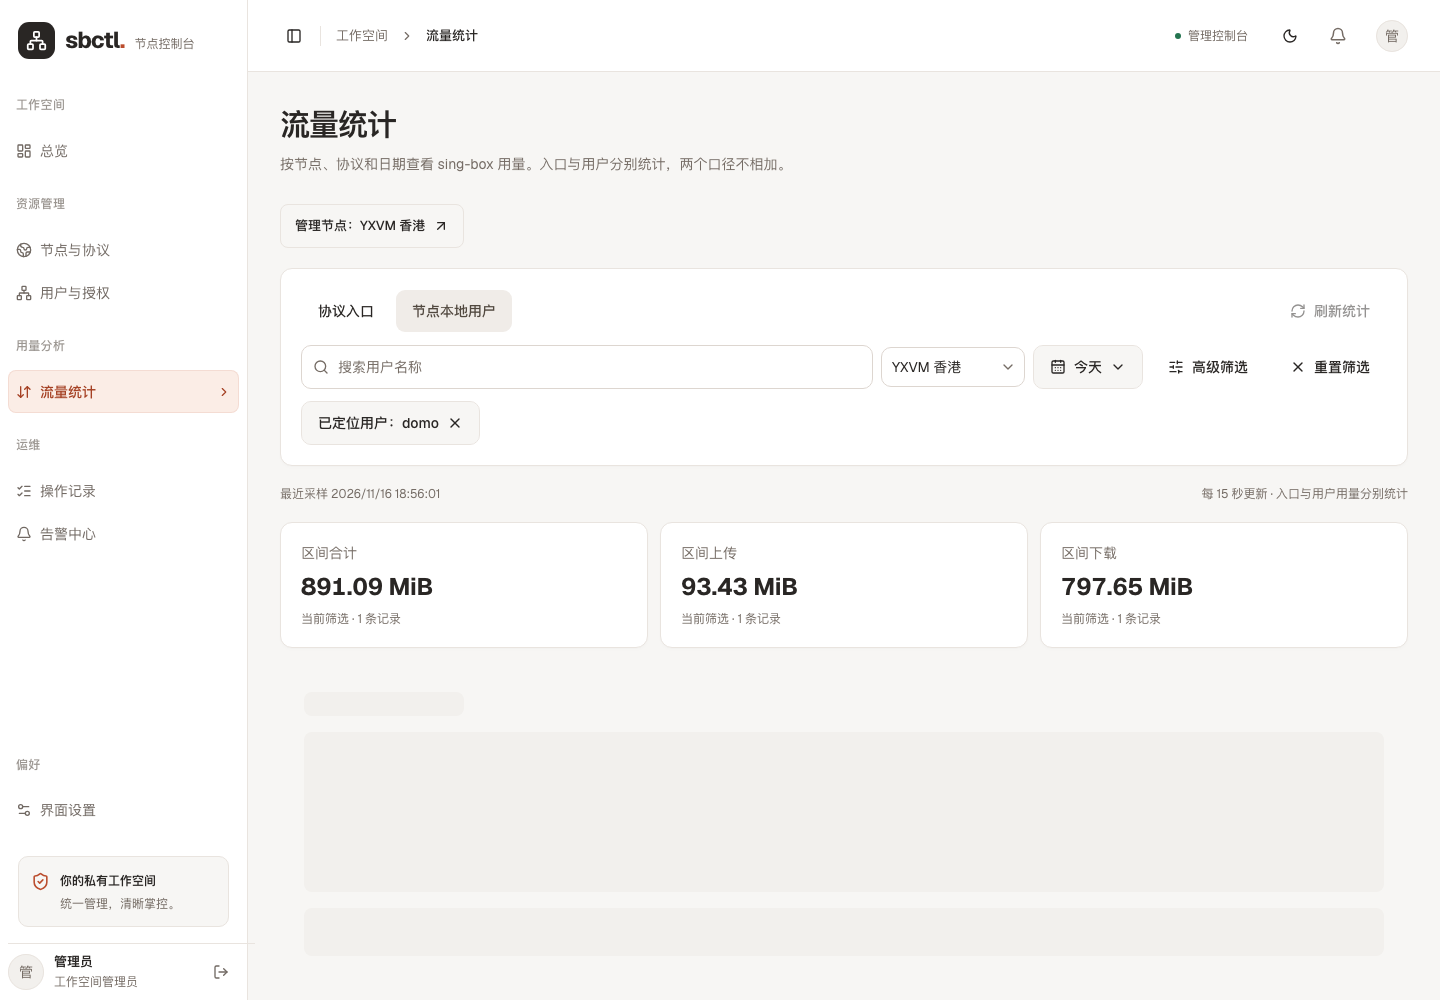 sbctl. 节点控制台
工作空间
总览
资源管理
节点与协议
用户与授权
用量分析
流量统计
运维
操作记录
告警中心
偏好
界面设置
你的私有工作空间
统一管理，清晰掌控。
管 管理员
工作空间管理员
工作空间 流量统计
管理控制台 管
流量统计
按节点、协议和日期查看 sing-box 用量。入口与用户分别统计，两个口径不相加。
管理节点：YXVM 香港
协议入口 节点本地用户 刷新统计
搜索用户名称 YXVM 香港 今天 高级筛选 重置筛选
已定位用户：domo
最近采样 2026/11/16 18:56:01 每 15 秒更新 · 入口与用户用量分别统计
区间合计
891.09 MiB
当前筛选 · 1 条记录
区间上传
93.43 MiB
当前筛选 · 1 条记录
区间下载
797.65 MiB
当前筛选 · 1 条记录